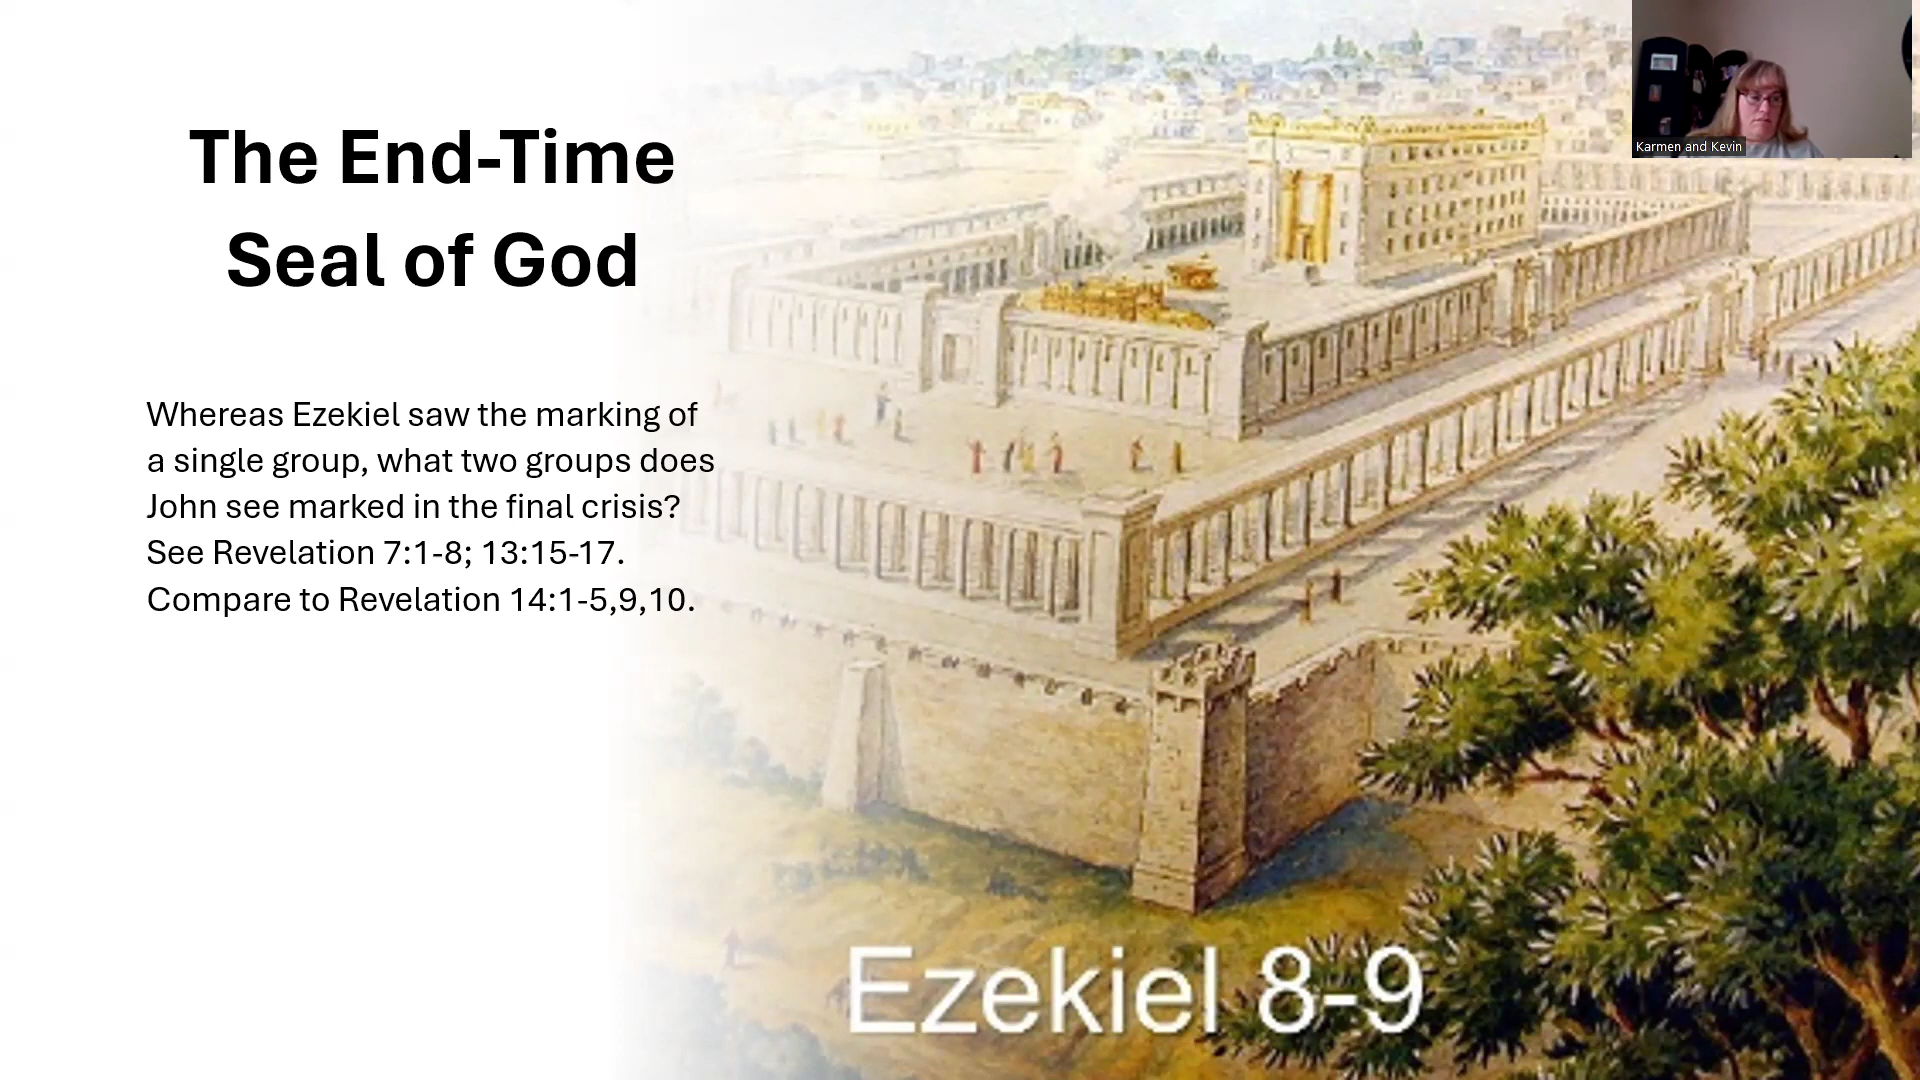 The End-Time
Seal of God
Whereas Ezekiel saw the marking of
a single group, what two groups does
John see marked in the final crisis?
See Revelation 7:1-8; 13:15-17.
Compare to Revelation 14:1-5,9,10.
Karmen and Kevin
Ezekiel 8-9